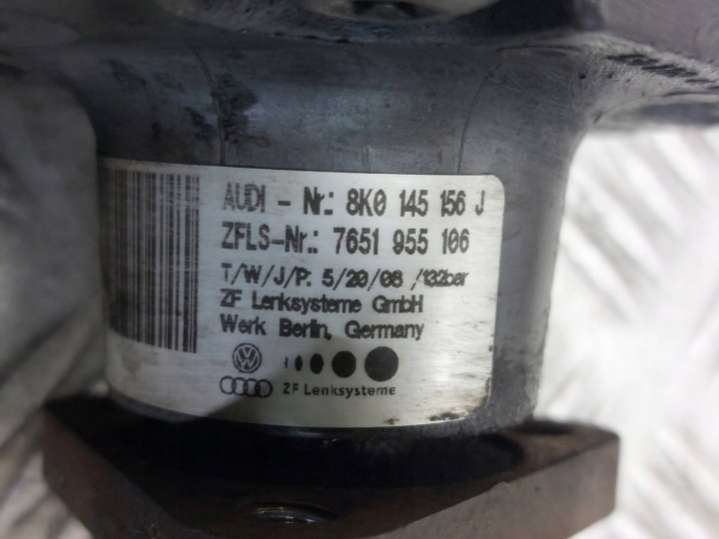 AUDI - Nr.: 8K0 145 156 J
ZFLS-Nr.: 7651 955 106
T/W/J/P: 5/20/08 /132bar
ZF Lenksysteme GmbH
Werk Berlin, Germany
ZF Lenksysteme